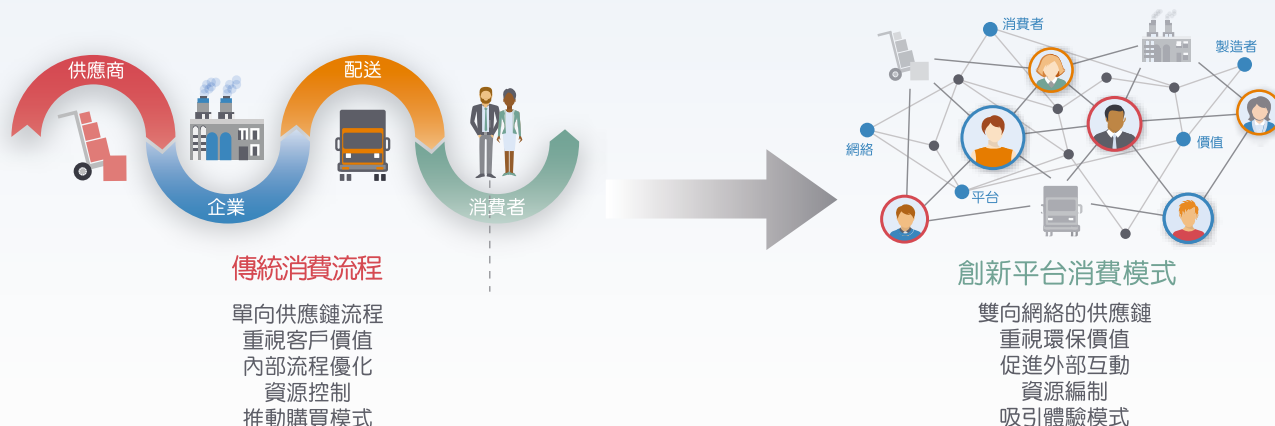 供應商
企業
配送
消費者
傳統消費流程
單向供應鏈流程
重視客戶價值
內部流程優化
資源控制
推動購買模式
消費者
製造者
網絡
價值
平台
創新平台消費模式
雙向網絡的供應鏈
重視環保價值
促進外部互動
資源編制
吸引體驗模式